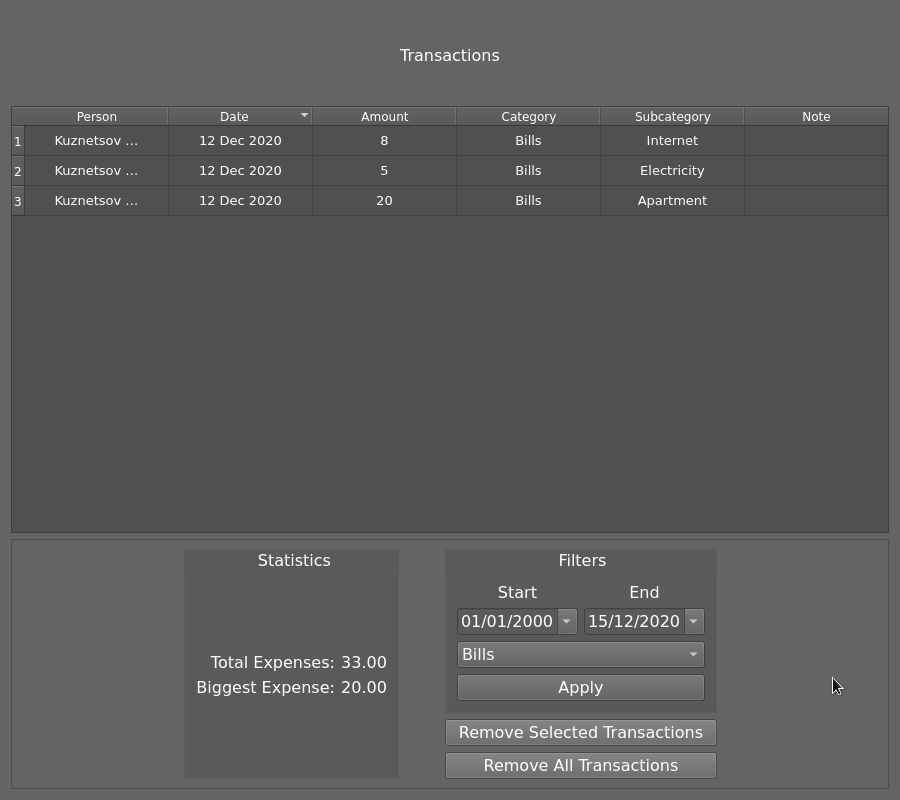 Transactions
Person Date Amount Category Subcategory Note
1 Kuznetsov ... 12 Dec 2020 8 Bills Internet
2 Kuznetsov ... 12 Dec 2020 5 Bills Electricity
3 Kuznetsov ... 12 Dec 2020 20 Bills Apartment
Statistics
Total Expenses: 33.00
Biggest Expense: 20.00
Filters
Start End
01/01/2000 15/12/2020
Bills
Apply
Remove Selected Transactions
Remove All Transactions